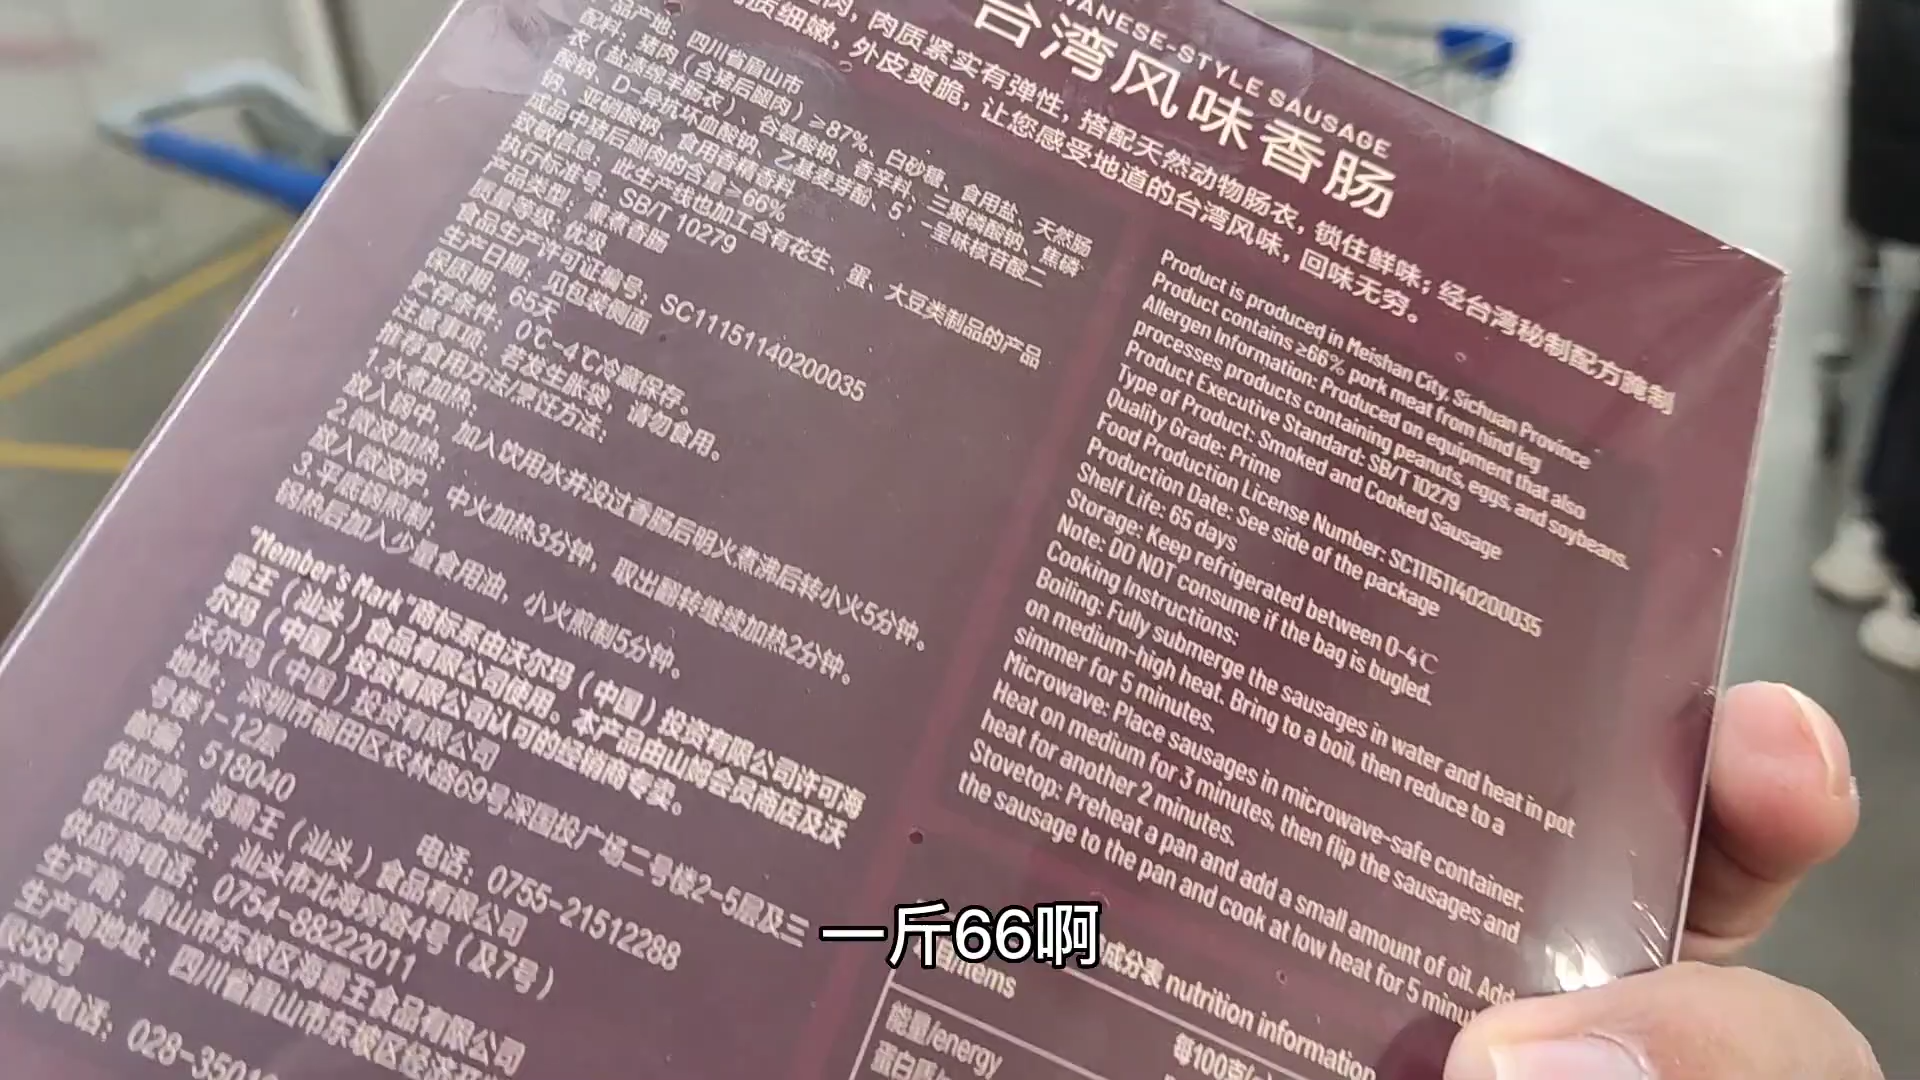 WANESE-STYLE SAUSAGE
台湾风味香肠
肉，肉质紧实有弹性，搭配天然动物肠衣，锁住鲜味；经台湾秘制配方腌制
肉质细嫩，外皮爽脆，让您感受地道的台湾风味，回味无穷。
品产地：四川省眉山市
配料：猪肉（含猪后腿肉）≥87%、白砂糖、食用盐、天然肠
衣（盐渍绵羊肠衣）、谷氨酸钠、香辛料、三聚磷酸钠、焦磷
酸钠、D-异抗坏血酸钠、乙基麦芽酚、5'-呈味核苷酸二
钠、亚硝酸钠、食用香精香料
成品中猪后腿肉的含量≥66%
致敏信息：此生产线也加工含有花生、蛋、大豆类制品的产品
执行标准号：SB/T 10279
产品类型：熏煮香肠
质量等级：优级
食品生产许可证编号：SC11151140200035
生产日期：见包装侧面
保质期：65天
贮存条件：0℃-4℃冷藏保存。
注意事项：若发生胀袋，请勿食用。
推荐食用方法/烹饪方法：
1.水煮加热：
放入锅中，加入饮用水并没过香肠后明火煮沸后转小火5分钟。
2.微波加热：
放入微波炉，中火加热3分钟，取出翻转继续加热2分钟。
3.平底锅煎制：
锅热后加入少量食用油，小火煎制5分钟。
"Member's Mark"商标系由沃尔玛（中国）投资有限公司许可海
霸王（汕头）食品有限公司使用。本产品由山姆会员商店及沃
尔玛（中国）投资有限公司认可的经销商专卖。
沃尔玛（中国）投资有限公司
地址：深圳市福田区农林路69号深国投广场二号楼2-5层及三
号楼1-12层
邮编：518040 电话：0755-21512288
供应商：海霸王（汕头）食品有限公司
供应商地址：汕头市北海旁路4号（及7号）
供应商电话：0754-88222011
生产商：眉山市东坡区海霸王食品有限公司
生产商地址：四川省眉山市东坡区经济开
段58号
产商电话：028-3501
Product is produced in Meishan City, Sichuan Province
Product contains ≥66% pork meat from hind leg
Allergen Information: Produced on equipment that also
processes products containing peanuts, eggs, and soybeans.
Product Executive Standard: SB/T 10279
Type of Product: Smoked and Cooked Sausage
Quality Grade: Prime
Food Production License Number: SC11151140200035
Production Date: See side of the package
Shelf Life: 65 days
Storage: Keep refrigerated between 0-4℃
Note: DO NOT consume if the bag is bugled.
Cooking Instructions:
Boiling: Fully submerge the sausages in water and heat in pot
on medium-high heat. Bring to a boil, then reduce to a
simmer for 5 minutes.
Microwave: Place sausages in microwave-safe container.
Heat on medium for 3 minutes, then flip the sausages and
heat for another 2 minutes.
Stovetop: Preheat a pan and add a small amount of oil. Add
the sausage to the pan and cook at low heat for 5 minut
成分表 nutrition information
/items
每100克
能量/energy
蛋白质
一斤66啊